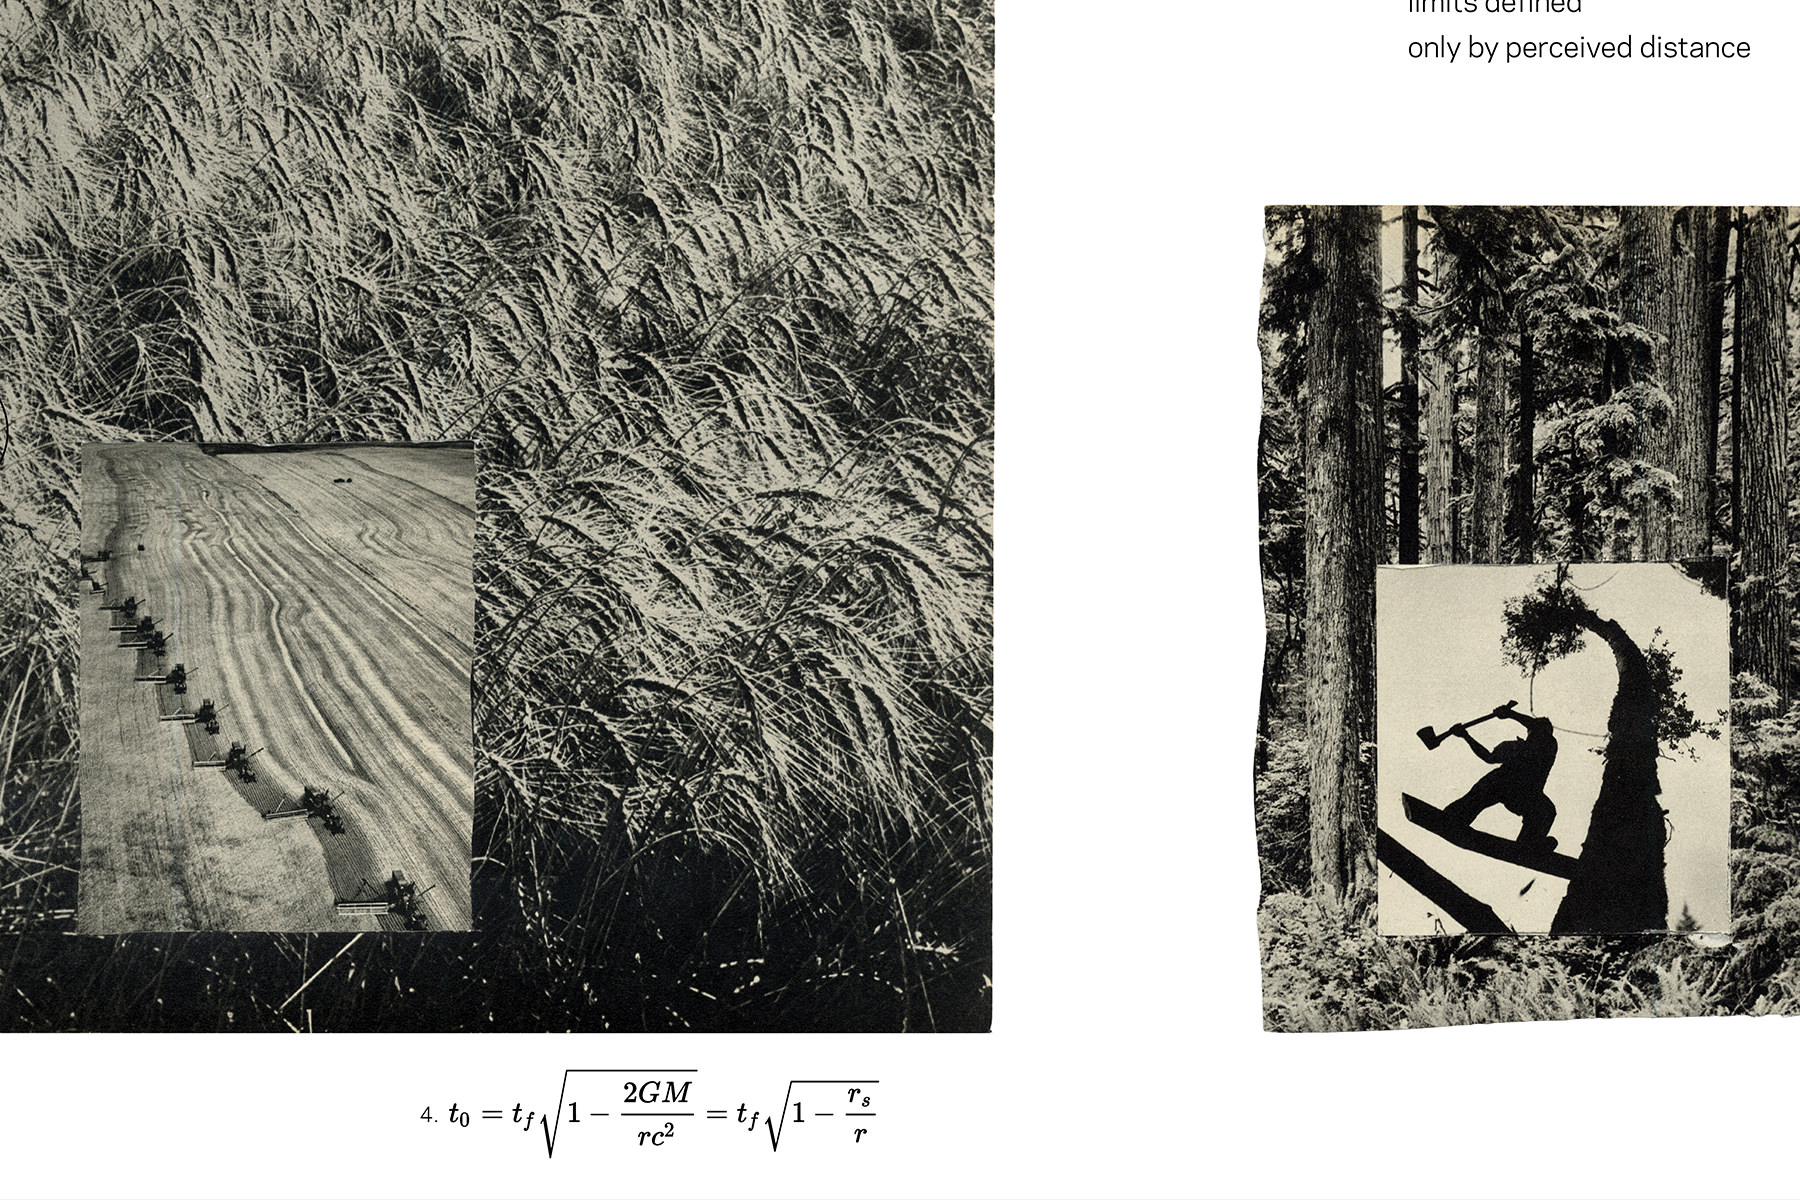 limits defined
only by perceived distance
4. t₀ = t_f √(1 − 2GM/rc²) = t_f √(1 − r_s/r)